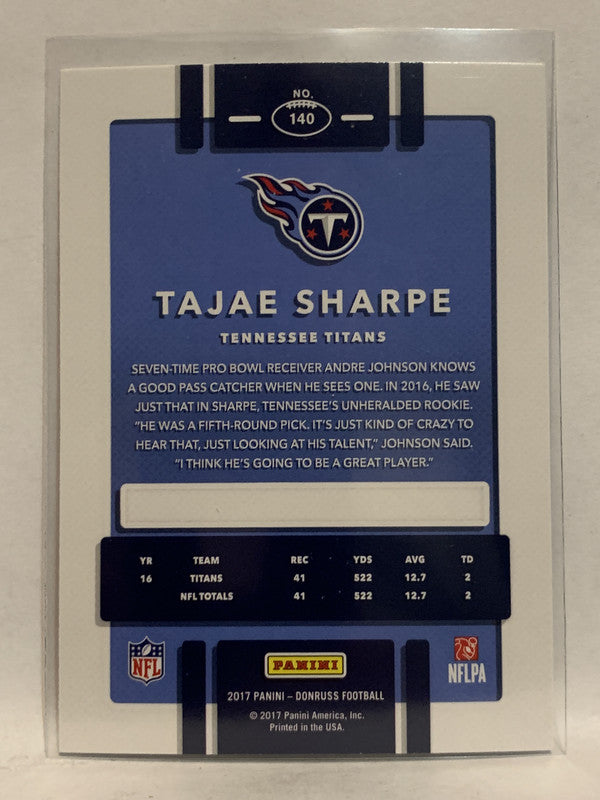 NO.
140
T
TAJAE SHARPE
TENNESSEE TITANS
SEVEN-TIME PRO BOWL RECEIVER ANDRE JOHNSON KNOWS
A GOOD PASS CATCHER WHEN HE SEES ONE. IN 2016, HE SAW
JUST THAT IN SHARPE, TENNESSEE'S UNHERALDED ROOKIE.
"HE WAS A FIFTH-ROUND PICK. IT'S JUST KIND OF CRAZY TO
HEAR THAT, JUST LOOKING AT HIS TALENT," JOHNSON SAID.
"I THINK HE'S GOING TO BE A GREAT PLAYER."
YR TEAM REC YDS AVG TD
16 TITANS 41 522 12.7 2
NFL TOTALS 41 522 12.7 2
NFL
PANINI
NFLPA
2017 PANINI – DONRUSS FOOTBALL
© 2017 Panini America, Inc.
Printed in the USA.